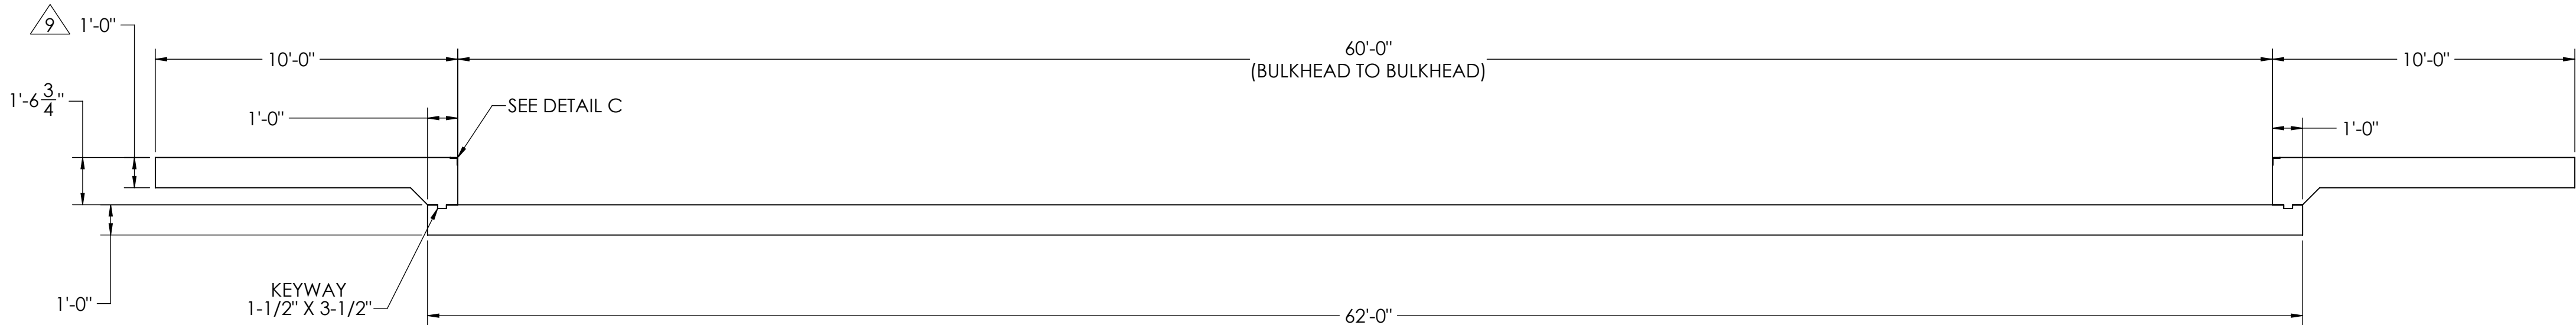 9
1'-0"
10'-0"
60'-0"
(BULKHEAD TO BULKHEAD)
10'-0"
1'-6 3/4"
1'-0"
SEE DETAIL C
1'-0"
1'-0"
KEYWAY
1-1/2" X 3-1/2"
62'-0"